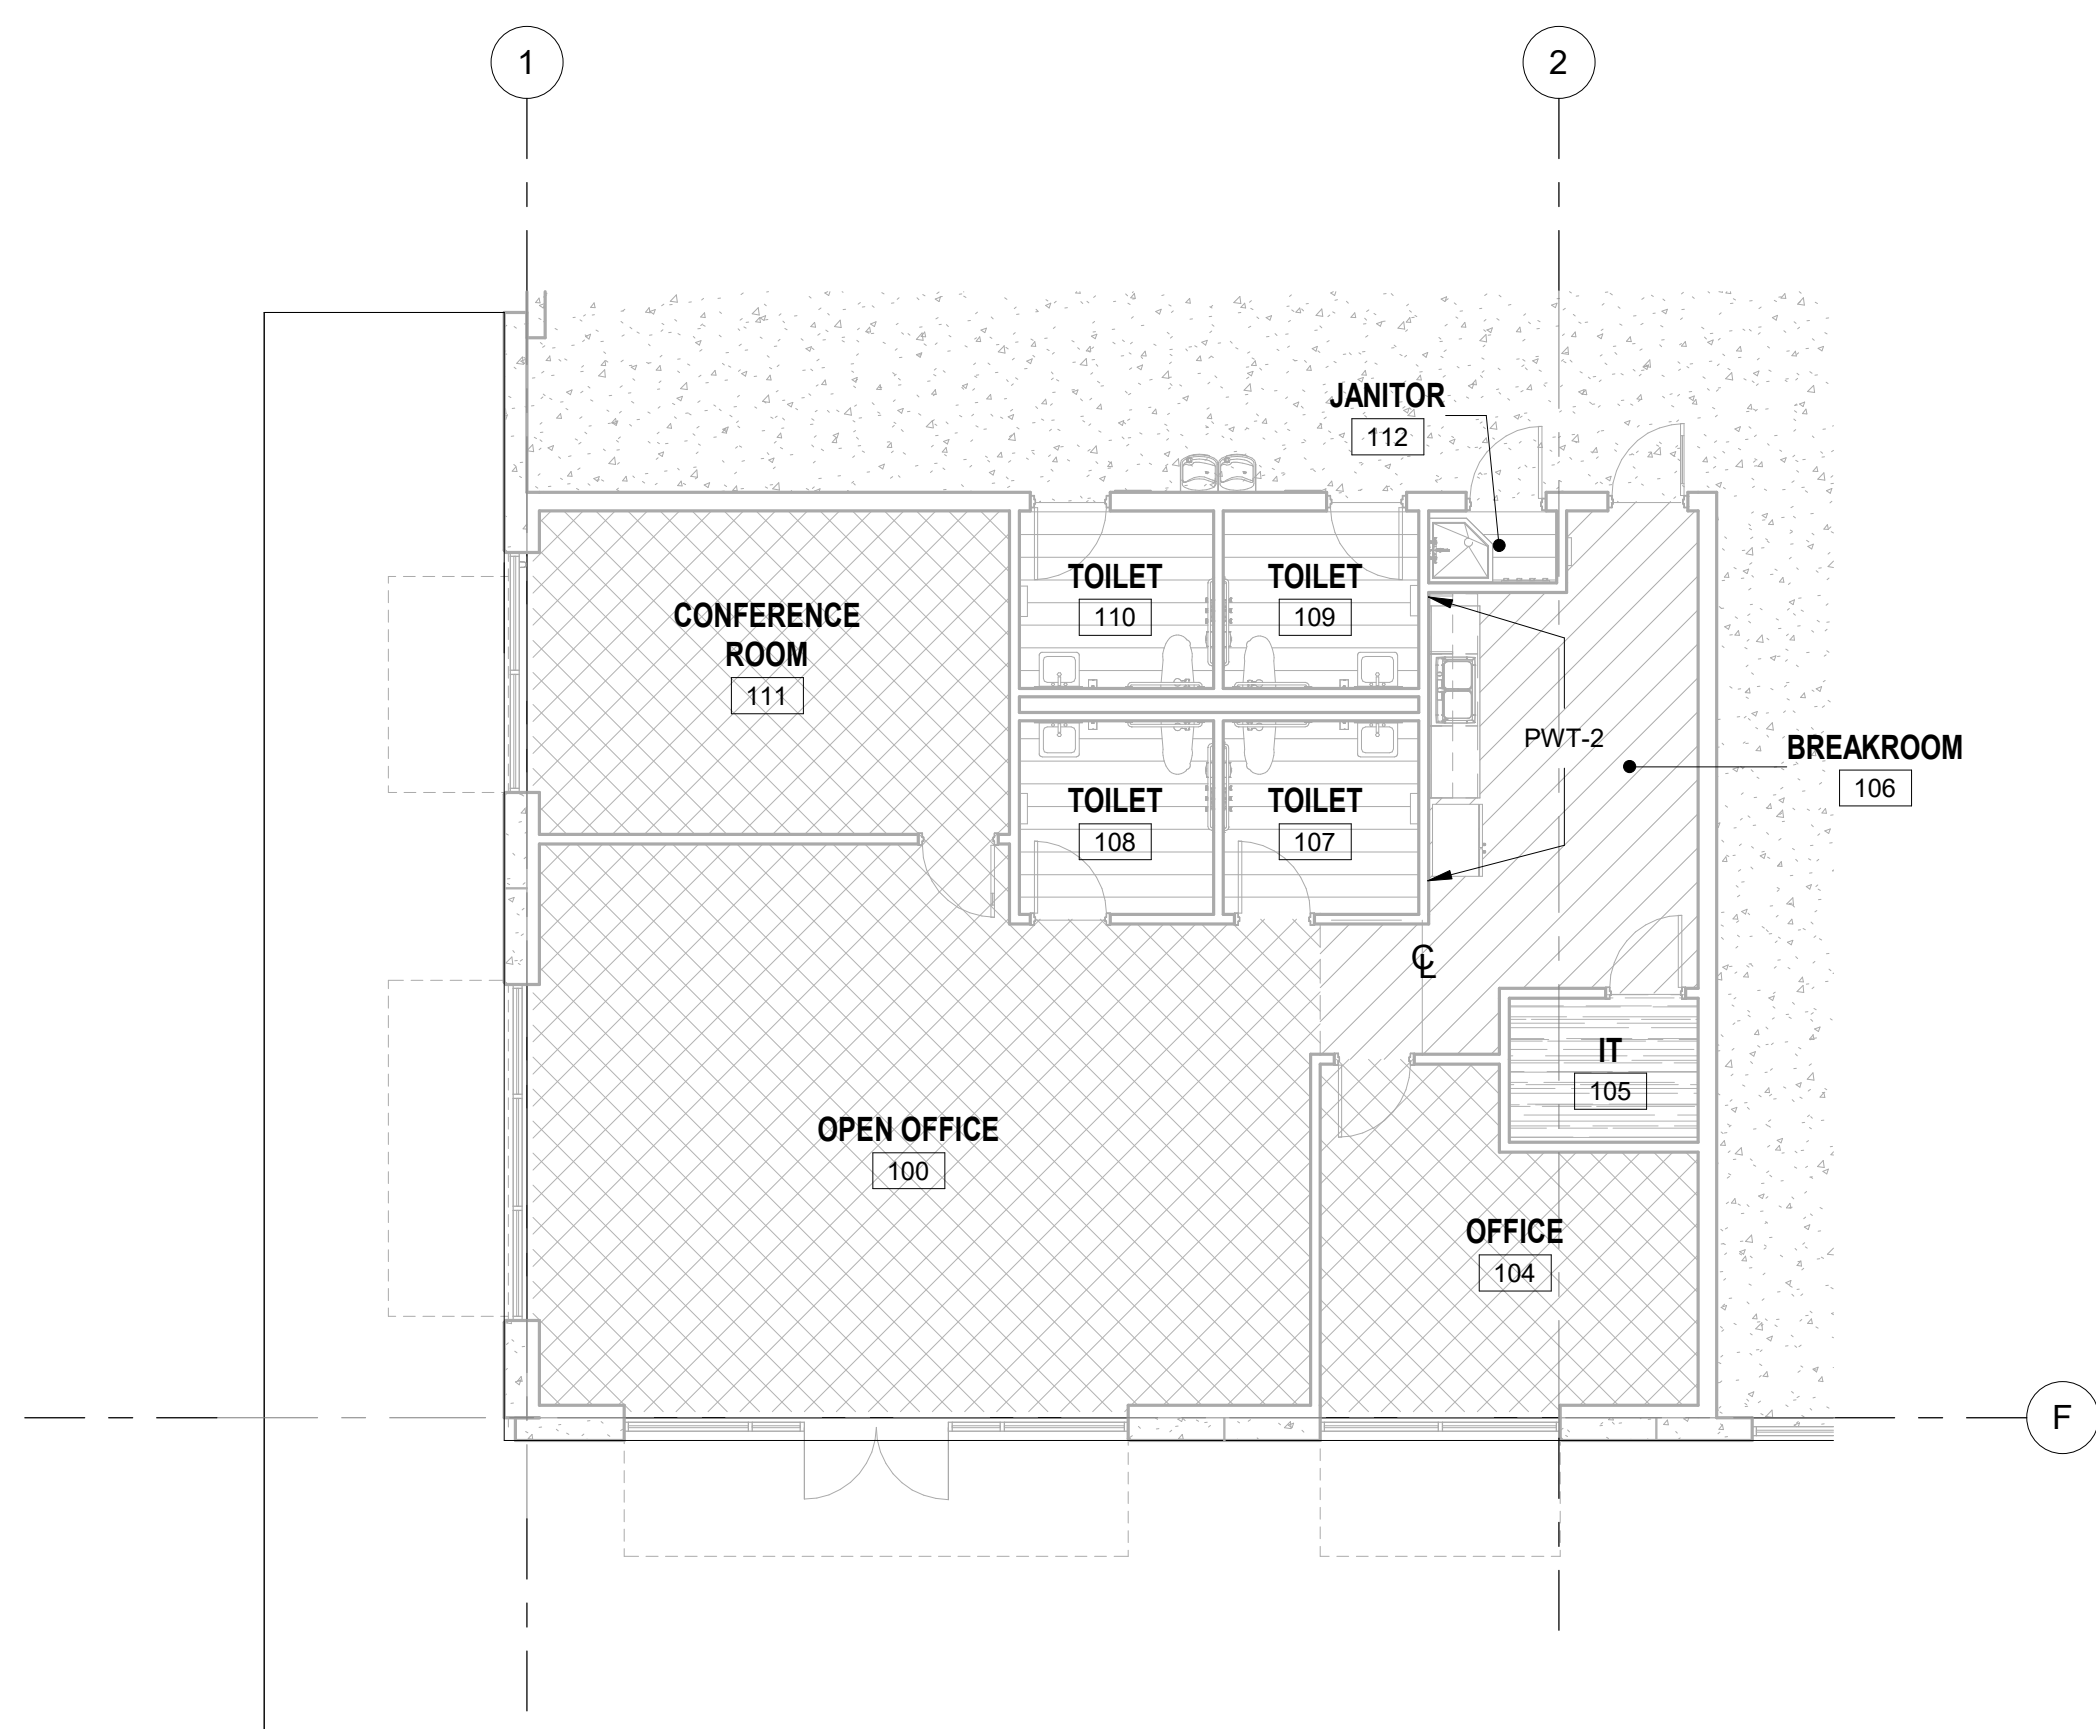 1
2
JANITOR
112
TOILET
110
TOILET
109
CONFERENCE
ROOM
111
PWT-2
BREAKROOM
106
TOILET
108
TOILET
107
℄
IT
105
OPEN OFFICE
100
OFFICE
104
F